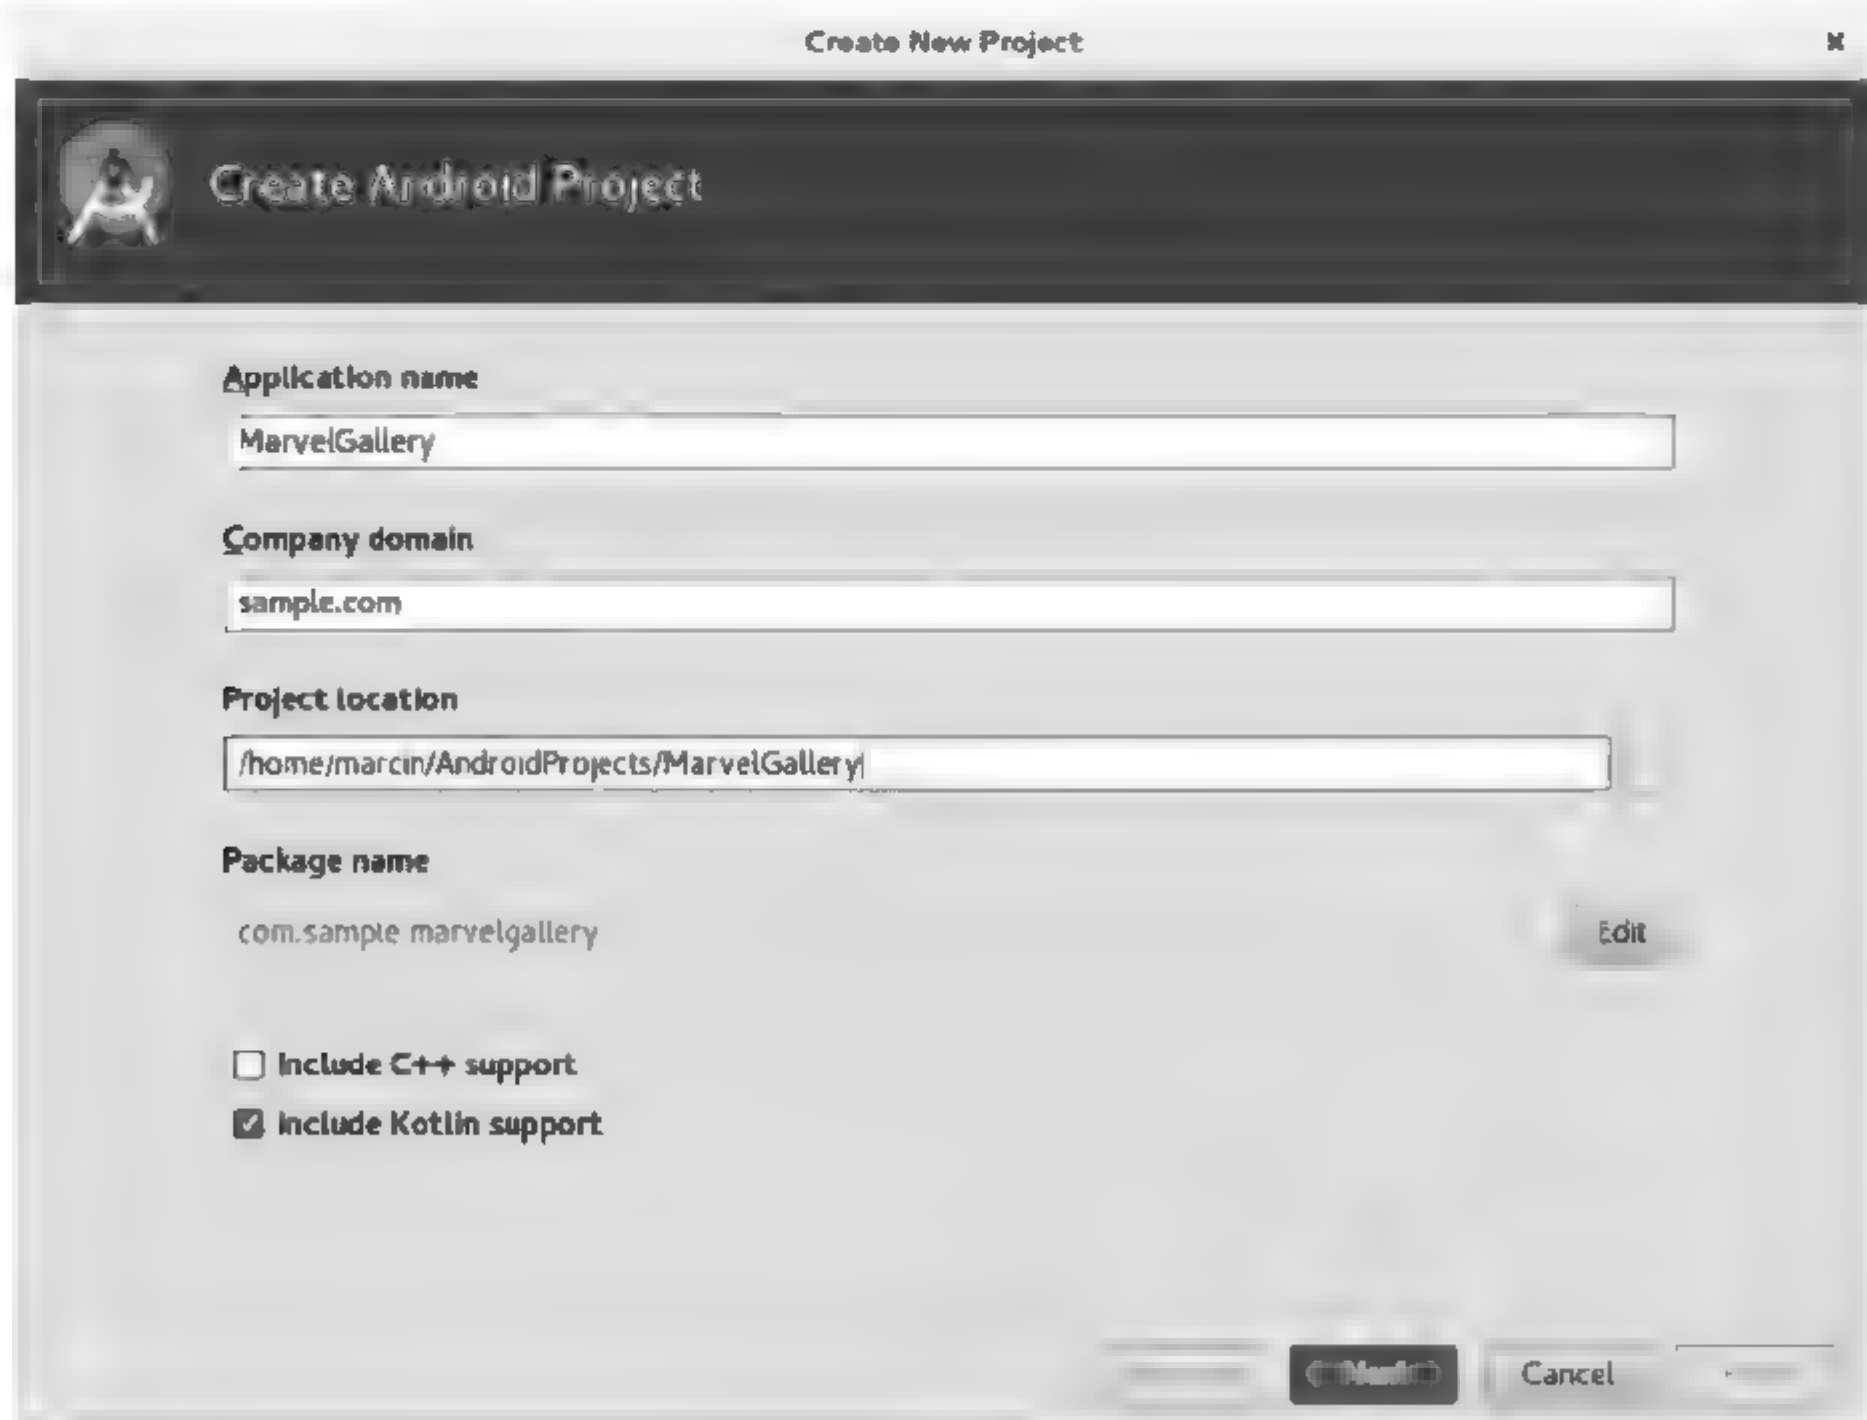 Create New Project
Create Android Project
Application name
MarvelGallery
Company domain
sample.com
Project location
/home/marcin/AndroidProjects/MarvelGallery
Package name
com.sample marvelgallery
Edit
Include C++ support
Include Kotlin support
Cancel